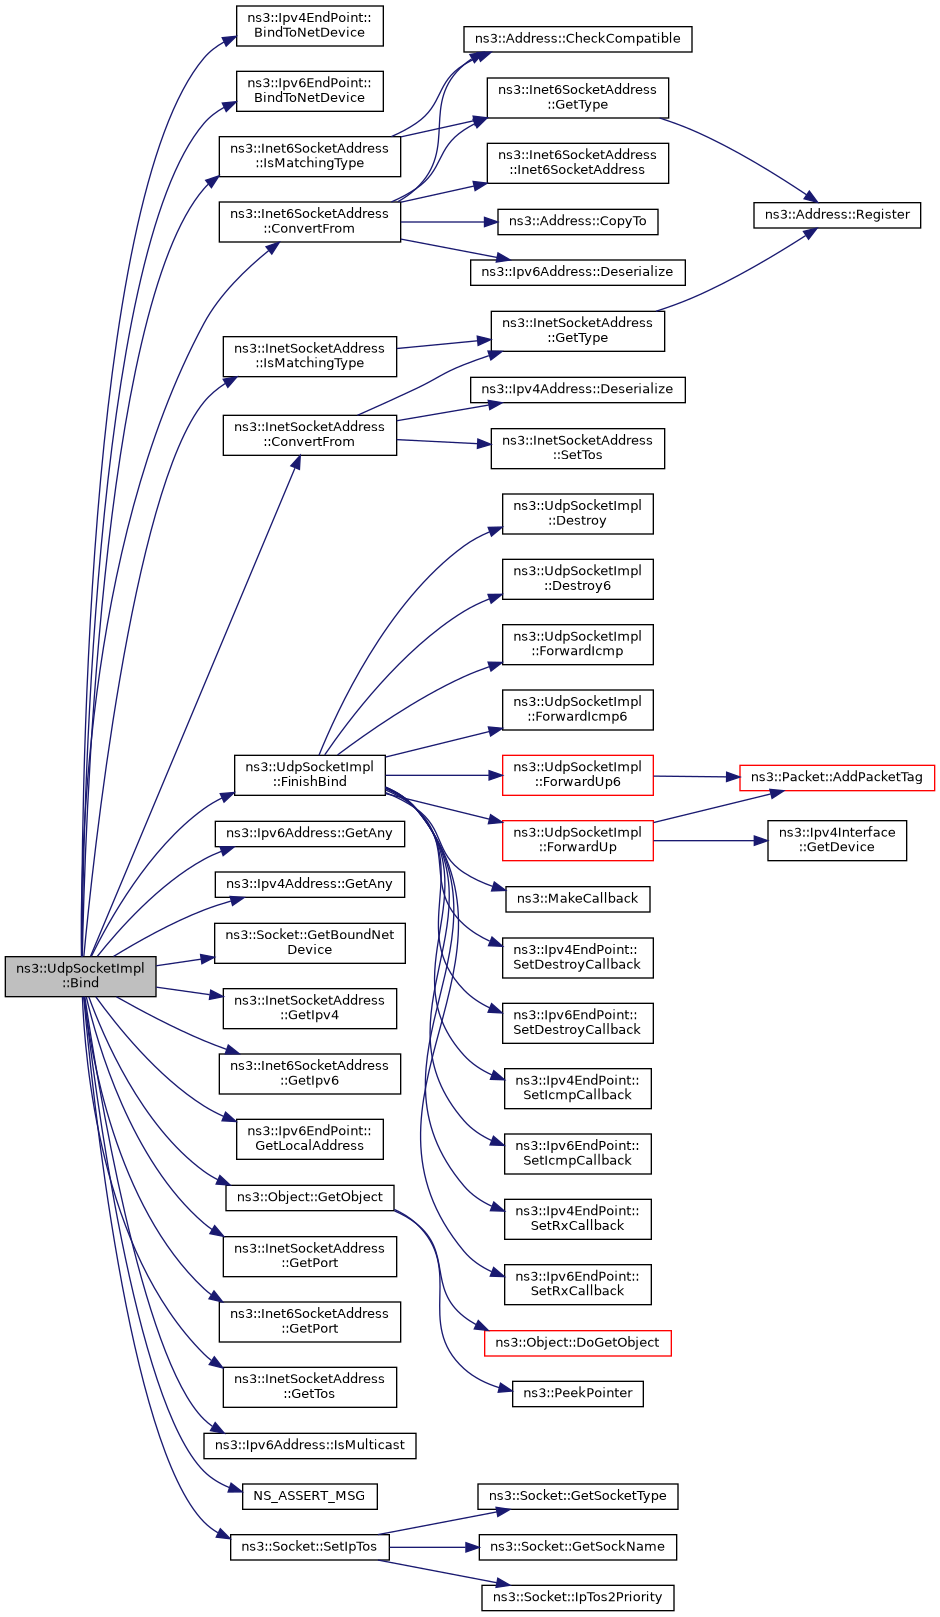 ns3::UdpSocketImpl
::Bind
ns3::Ipv4EndPoint::
BindToNetDevice
ns3::Ipv6EndPoint::
BindToNetDevice
ns3::Inet6SocketAddress
::IsMatchingType
ns3::Inet6SocketAddress
::ConvertFrom
ns3::InetSocketAddress
::IsMatchingType
ns3::InetSocketAddress
::ConvertFrom
ns3::UdpSocketImpl
::FinishBind
ns3::Ipv6Address::GetAny
ns3::Ipv4Address::GetAny
ns3::Socket::GetBoundNet
Device
ns3::InetSocketAddress
::GetIpv4
ns3::Inet6SocketAddress
::GetIpv6
ns3::Ipv6EndPoint::
GetLocalAddress
ns3::Object::GetObject
ns3::InetSocketAddress
::GetPort
ns3::Inet6SocketAddress
::GetPort
ns3::InetSocketAddress
::GetTos
ns3::Ipv6Address::IsMulticast
NS_ASSERT_MSG
ns3::Socket::SetIpTos
ns3::Address::CheckCompatible
ns3::Inet6SocketAddress
::GetType
ns3::Inet6SocketAddress
::Inet6SocketAddress
ns3::Address::CopyTo
ns3::Ipv6Address::Deserialize
ns3::InetSocketAddress
::GetType
ns3::Ipv4Address::Deserialize
ns3::InetSocketAddress
::SetTos
ns3::UdpSocketImpl
::Destroy
ns3::UdpSocketImpl
::Destroy6
ns3::UdpSocketImpl
::ForwardIcmp
ns3::UdpSocketImpl
::ForwardIcmp6
ns3::UdpSocketImpl
::ForwardUp6
ns3::UdpSocketImpl
::ForwardUp
ns3::MakeCallback
ns3::Ipv4EndPoint::
SetDestroyCallback
ns3::Ipv6EndPoint::
SetDestroyCallback
ns3::Ipv4EndPoint::
SetIcmpCallback
ns3::Ipv6EndPoint::
SetIcmpCallback
ns3::Ipv4EndPoint::
SetRxCallback
ns3::Ipv6EndPoint::
SetRxCallback
ns3::Object::DoGetObject
ns3::PeekPointer
ns3::Socket::GetSocketType
ns3::Socket::GetSockName
ns3::Socket::IpTos2Priority
ns3::Address::Register
ns3::Packet::AddPacketTag
ns3::Ipv4Interface
::GetDevice